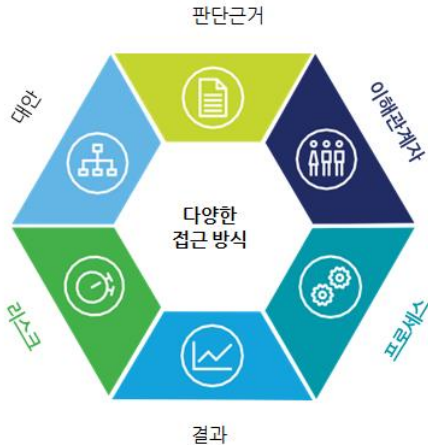 판단근거
대안
이해관계자
다양한
접근 방식
리스크
프로세스
결과